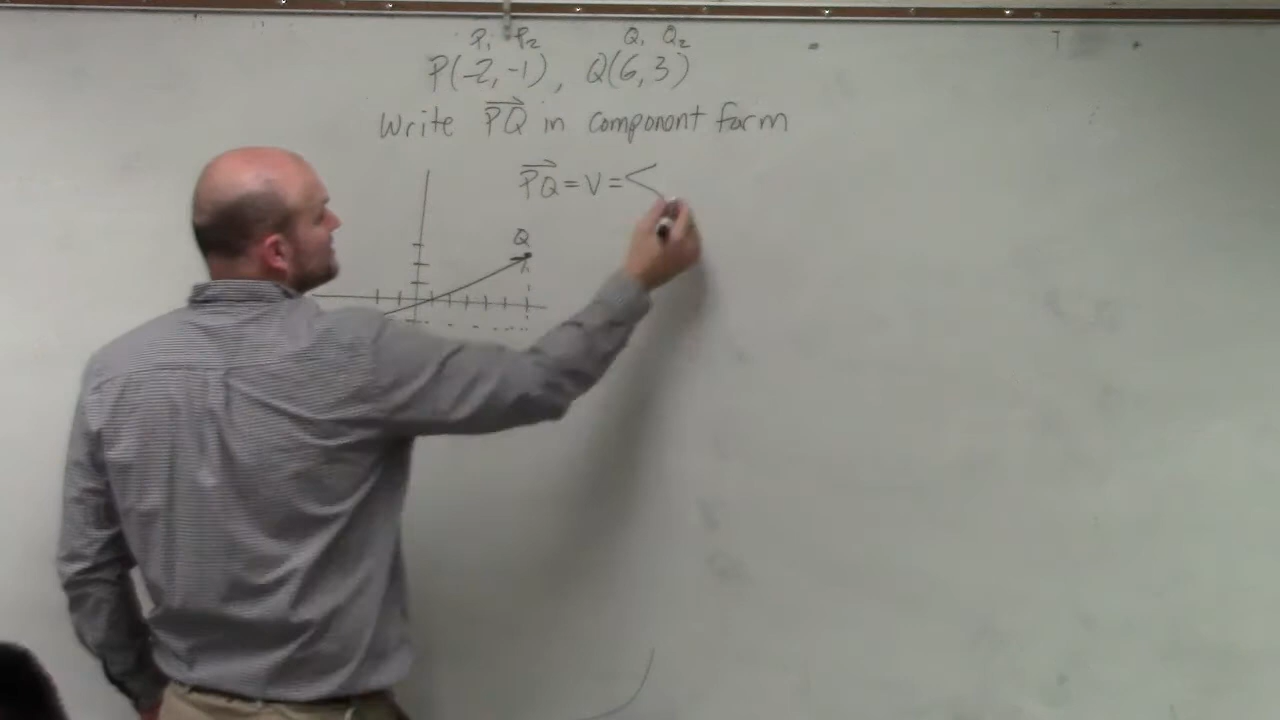 P₁ P₂ Q₁ Q₂
P(-2,-1), Q(6,3)
Write PQ in component form
PQ = V = <
Q